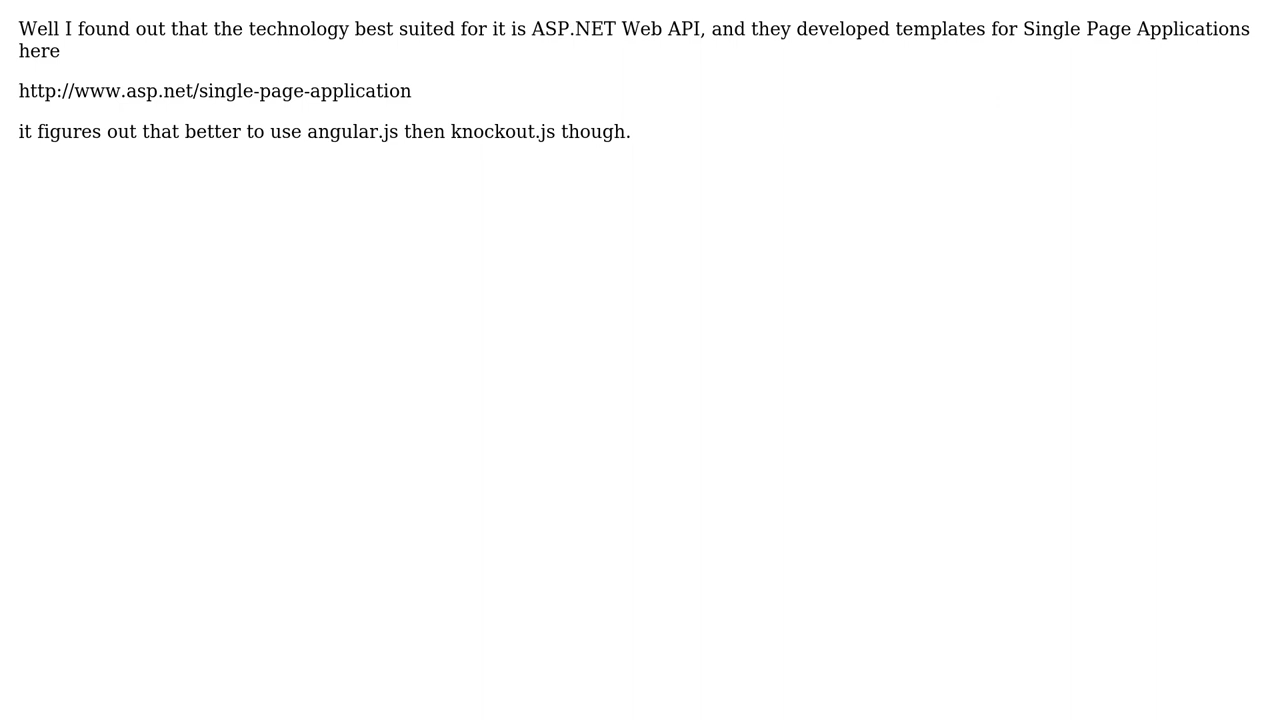 Well I found out that the technology best suited for it is ASP.NET Web API, and they developed templates for Single Page Applications
here
http://www.asp.net/single-page-application
it figures out that better to use angular.js then knockout.js though.